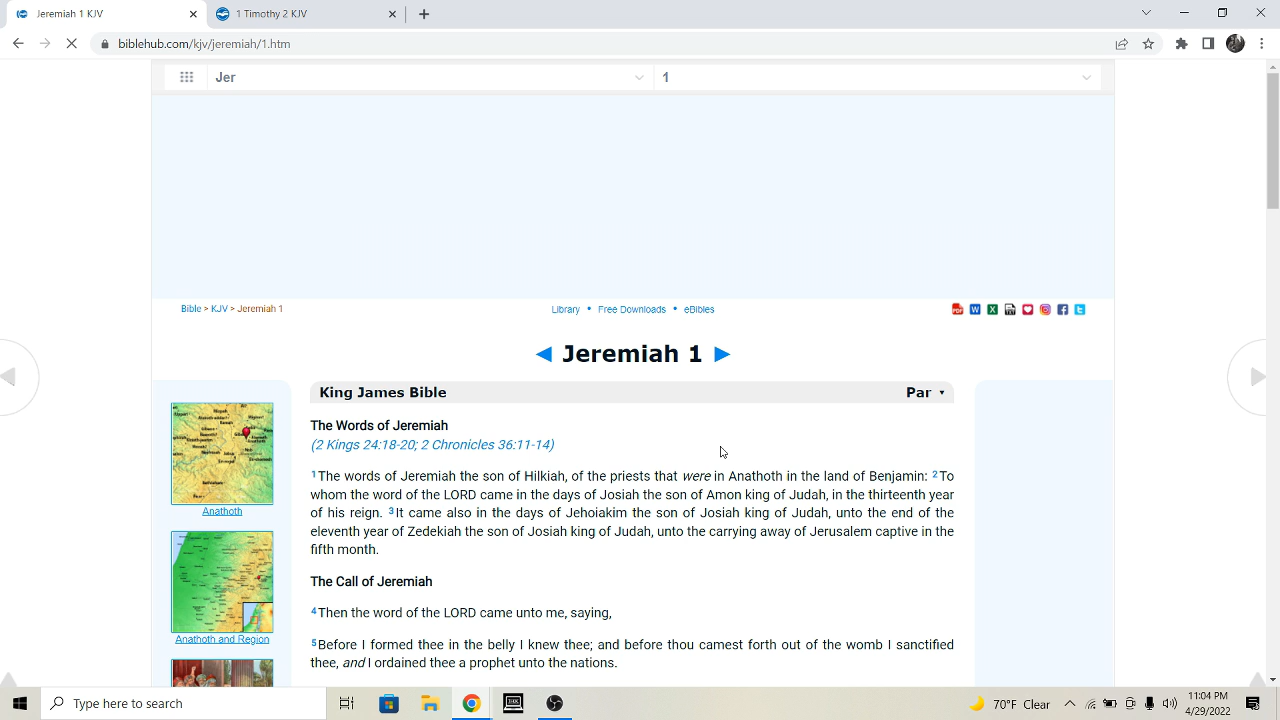 Jeremiah 1 KJV
1 Timothy 2 KJV
biblehub.com/kjv/jeremiah/1.htm
Jer
1
Bible > KJV > Jeremiah 1
Library • Free Downloads • eBibles
◄ Jeremiah 1 ►
King James Bible
Par ▾
The Words of Jeremiah
(2 Kings 24:18-20; 2 Chronicles 36:11-14)
1The words of Jeremiah the son of Hilkiah, of the priests that were in Anathoth in the land of Benjamin: 2To
whom the word of the LORD came in the days of Josiah the son of Amon king of Judah, in the thirteenth year
of his reign. 3It came also in the days of Jehoiakim the son of Josiah king of Judah, unto the end of the
eleventh year of Zedekiah the son of Josiah king of Judah, unto the carrying away of Jerusalem captive in the
fifth month.
Anathoth
The Call of Jeremiah
4Then the word of the LORD came unto me, saying,
Anathoth and Region
5Before I formed thee in the belly I knew thee; and before thou camest forth out of the womb I sanctified
thee, and I ordained thee a prophet unto the nations.
Type here to search
70°F Clear
11:04 PM
4/29/2022